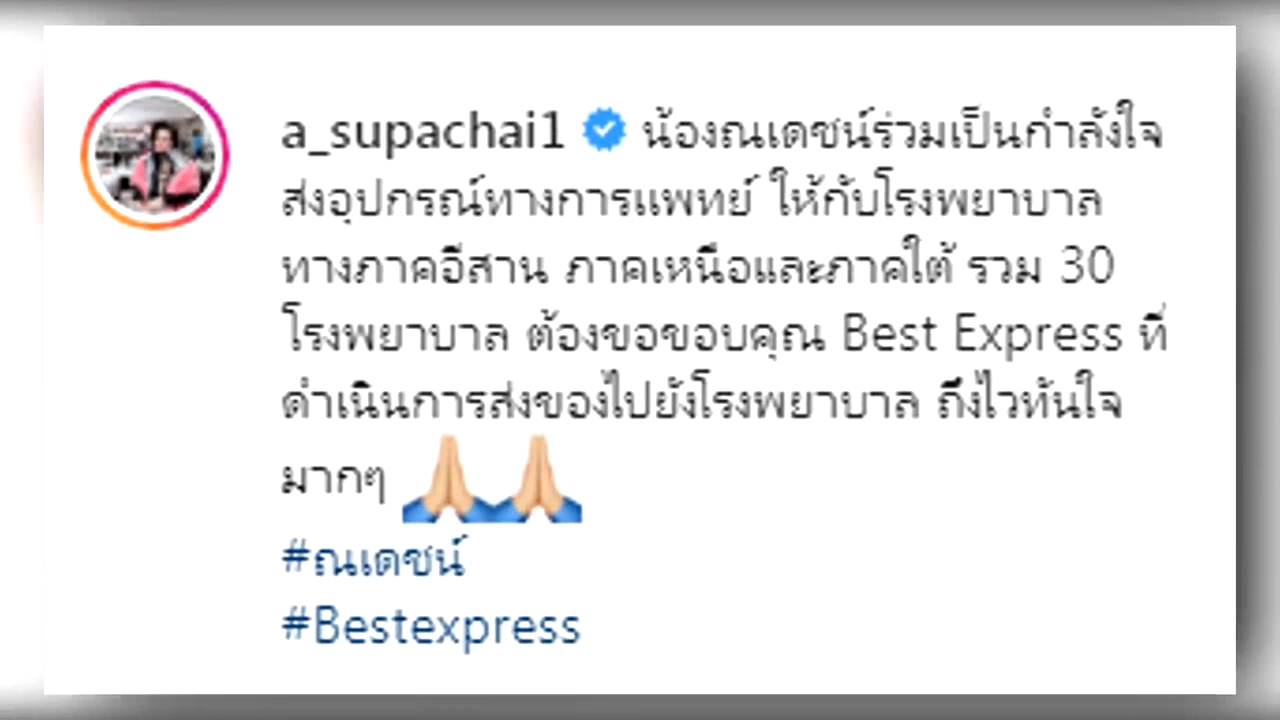 a_supachai1 น้องณเดชน์ร่วมเป็นกำลังใจ
ส่งอุปกรณ์ทางการแพทย์ ให้กับโรงพยาบาล
ทางภาคอีสาน ภาคเหนือและภาคใต้ รวม 30
โรงพยาบาล ต้องขอขอบคุณ Best Express ที่
ดำเนินการส่งของไปยังโรงพยาบาล ถึงไวทันใจ
มากๆ 🙏🏼🙏🏼
#ณเดชน์
#Bestexpress